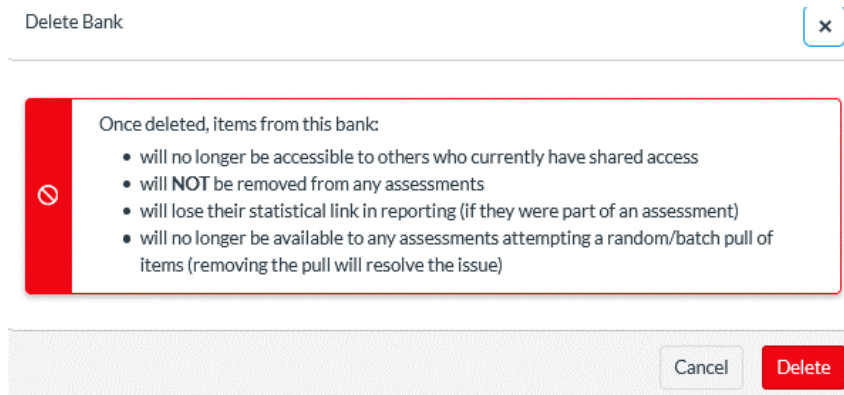 Delete Bank
×
Once deleted, items from this bank:
• will no longer be accessible to others who currently have shared access
• will NOT be removed from any assessments
• will lose their statistical link in reporting (if they were part of an assessment)
• will no longer be available to any assessments attempting a random/batch pull of
items (removing the pull will resolve the issue)
Cancel Delete